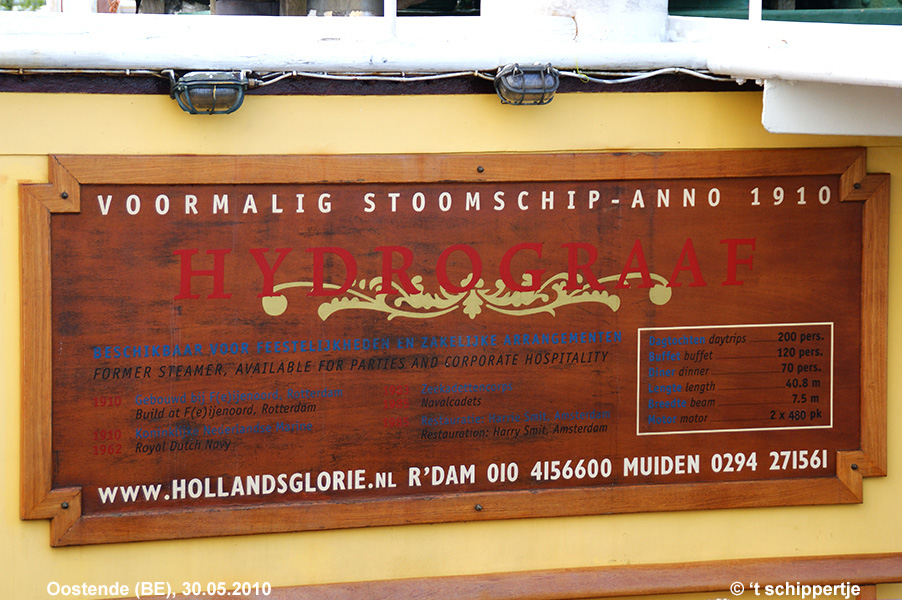 VOORMALIG STOOMSCHIP-ANNO 1910
HYDROGRAAF
BESCHIKBAAR VOOR FEESTELIJKHEDEN EN ZAKELIJKE ARRANGEMENTEN
FORMER STEAMER, AVAILABLE FOR PARTIES AND CORPORATE HOSPITALITY
1910 Gebouwd bij F(e)ijenoord, Rotterdam
Build at F(e)ijenoord, Rotterdam
1910 Koninklijke Nederlandse Marine
1962 Royal Dutch Navy
Navalcadets
Restauratie: Harry Smit, Amsterdam
Restauration: Harry Smit, Amsterdam
Dagtochten daytrips 200 pers.
Buffet buffet 120 pers.
Diner dinner 70 pers.
Lengte length 40.8 m
Breedte beam 7.5 m
Motor motor 2 x 480 pk
WWW.HOLLANDSGLORIE.NL R'DAM 010 4156600 MUIDEN 0294 271561
Oostende (BE), 30.05.2010
© 't schippertje